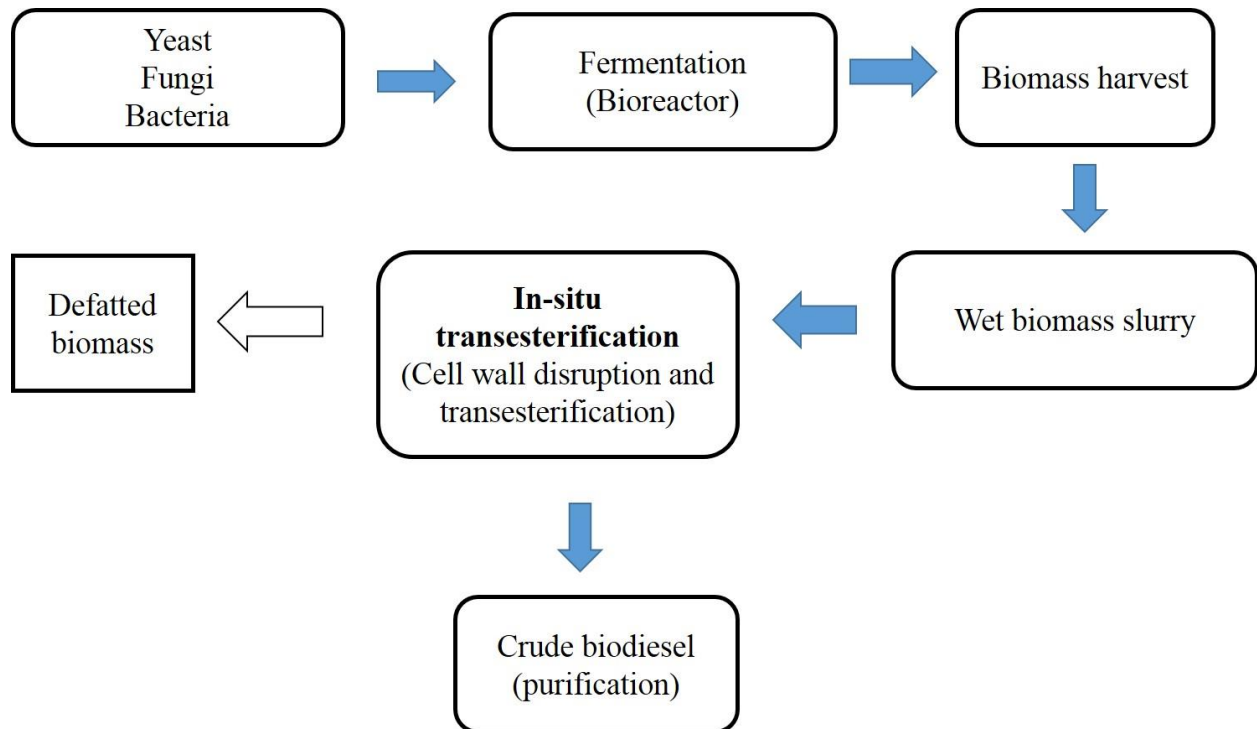 Yeast
Fungi
Bacteria
Fermentation
(Bioreactor)
Biomass harvest
Wet biomass slurry
In-situ
transesterification
(Cell wall disruption and
transesterification)
Defatted
biomass
Crude biodiesel
(purification)